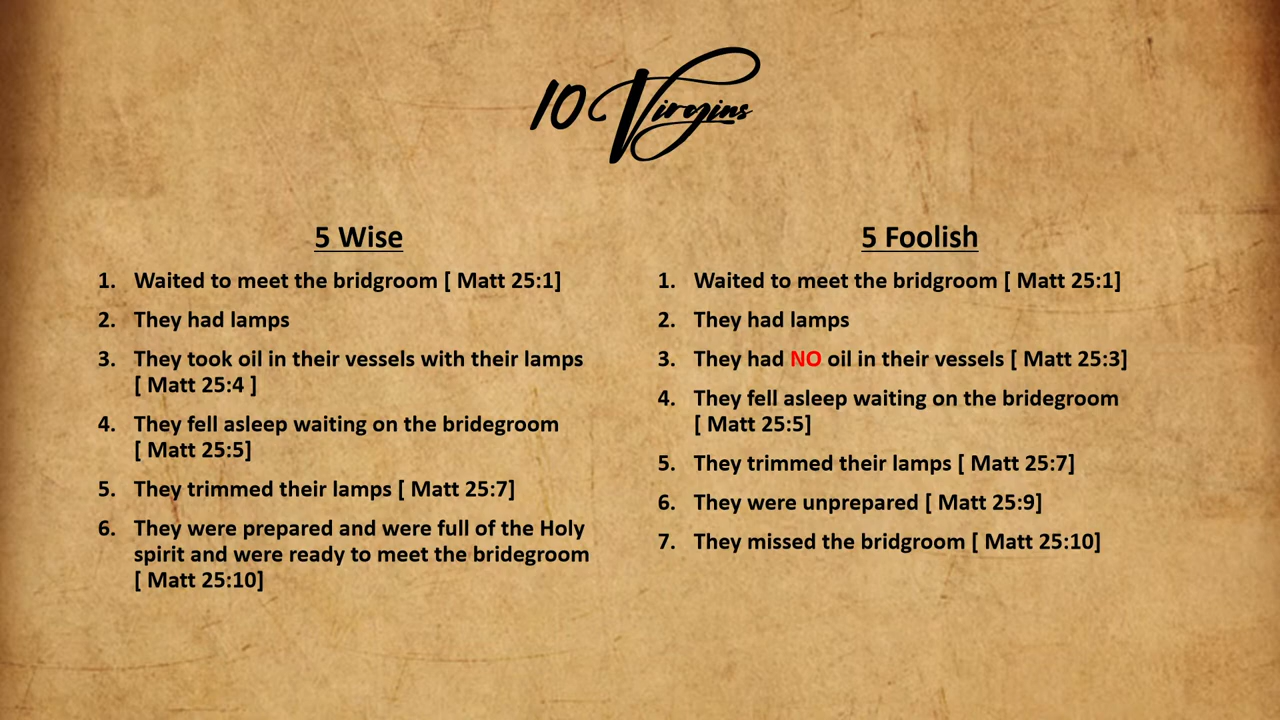 10 Virgins
5 Wise
1. Waited to meet the bridgroom [ Matt 25:1]
2. They had lamps
3. They took oil in their vessels with their lamps
[ Matt 25:4 ]
4. They fell asleep waiting on the bridegroom
[ Matt 25:5]
5. They trimmed their lamps [ Matt 25:7]
6. They were prepared and were full of the Holy
spirit and were ready to meet the bridegroom
[ Matt 25:10]
5 Foolish
1. Waited to meet the bridgroom [ Matt 25:1]
2. They had lamps
3. They had NO oil in their vessels [ Matt 25:3]
4. They fell asleep waiting on the bridegroom
[ Matt 25:5]
5. They trimmed their lamps [ Matt 25:7]
6. They were unprepared [ Matt 25:9]
7. They missed the bridgroom [ Matt 25:10]